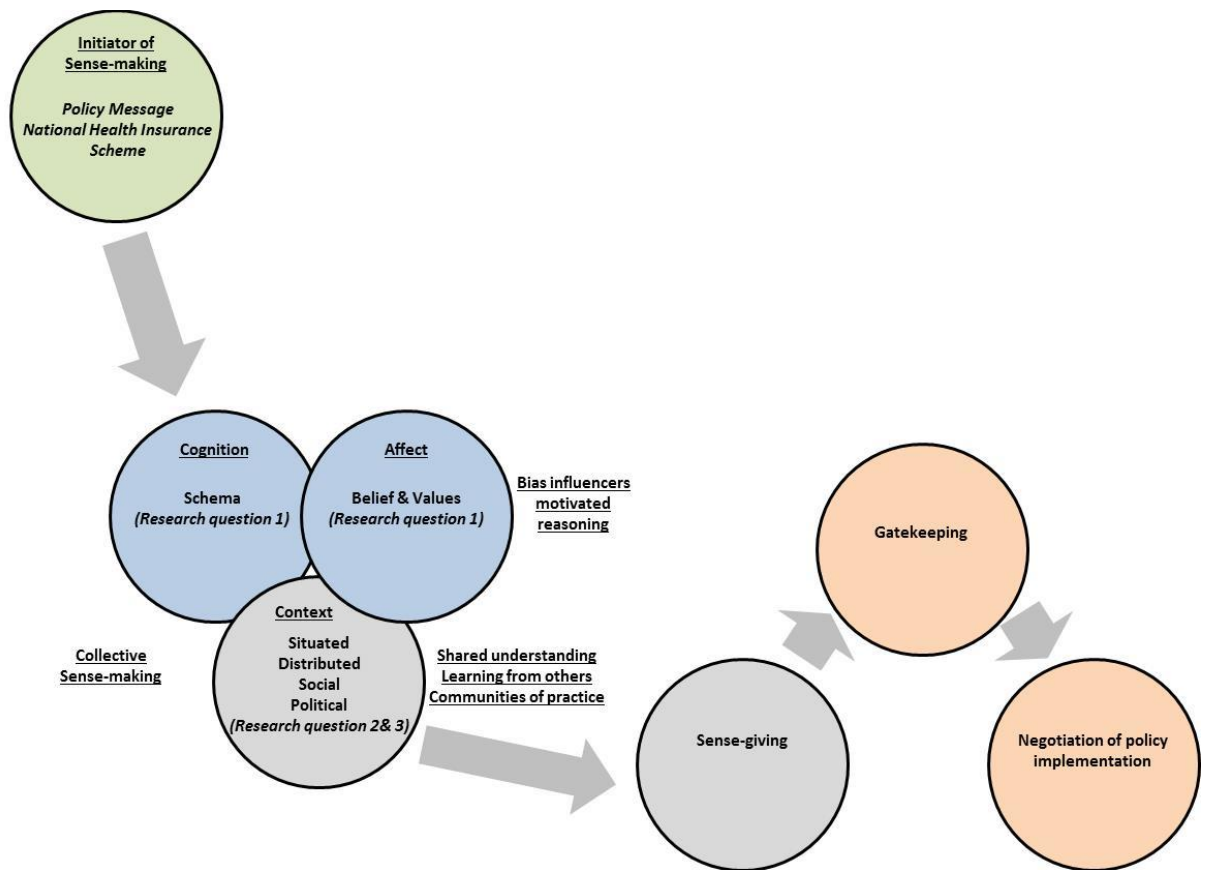 Initiator of
Sense-making
Policy Message
National Health Insurance
Scheme
Cognition
Schema
(Research question 1)
Affect
Belief & Values
(Research question 1)
Bias influencers
motivated
reasoning
Context
Situated
Distributed
Social
Political
(Research question 2& 3)
Collective
Sense-making
Shared understanding
Learning from others
Communities of practice
Sense-giving
Gatekeeping
Negotiation of policy
implementation